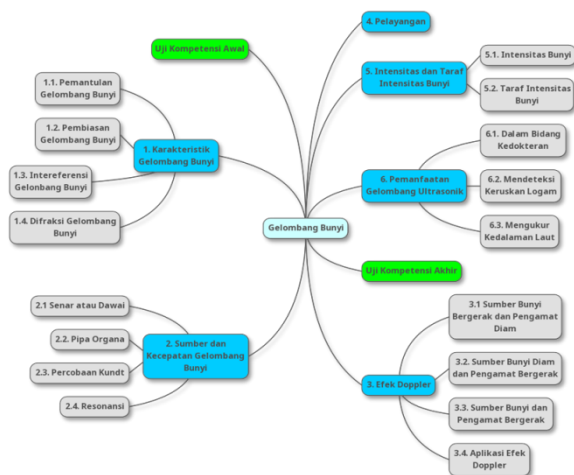 Uji Kompetensi Awal
1.1. Pemantulan
Gelombang Bunyi
1.2. Pembiasan
Gelombang Bunyi
1.3. Intereferensi
Gelonbang Bunyi
1.4. Difraksi Gelombang
Bunyi
1. Karakteristik
Gelombang Bunyi
2.1 Senar atau Dawai
2.2. Pipa Organa
2.3. Percobaan Kundt
2.4. Resonansi
2. Sumber dan
Kecepatan Gelombang
Bunyi
Gelombang Bunyi
4. Pelayangan
5. Intensitas dan Taraf
Intensitas Bunyi
5.1. Intensitas Bunyi
5.2. Taraf Intensitas
Bunyi
6. Pemanfaatan
Gelombang Ultrasonik
6.1. Dalam Bidang
Kedokteran
6.2. Mendeteksi
Keruskan Logam
6.3. Mengukur
Kedalaman Laut
Uji Kompetensi Akhir
3. Efek Doppler
3.1 Sumber Bunyi
Bergerak dan Pengamat
Diam
3.2. Sumber Bunyi Diam
dan Pengamat Bergerak
3.3. Sumber Bunyi dan
Pengamat Bergerak
3.4. Aplikasi Efek
Doppler